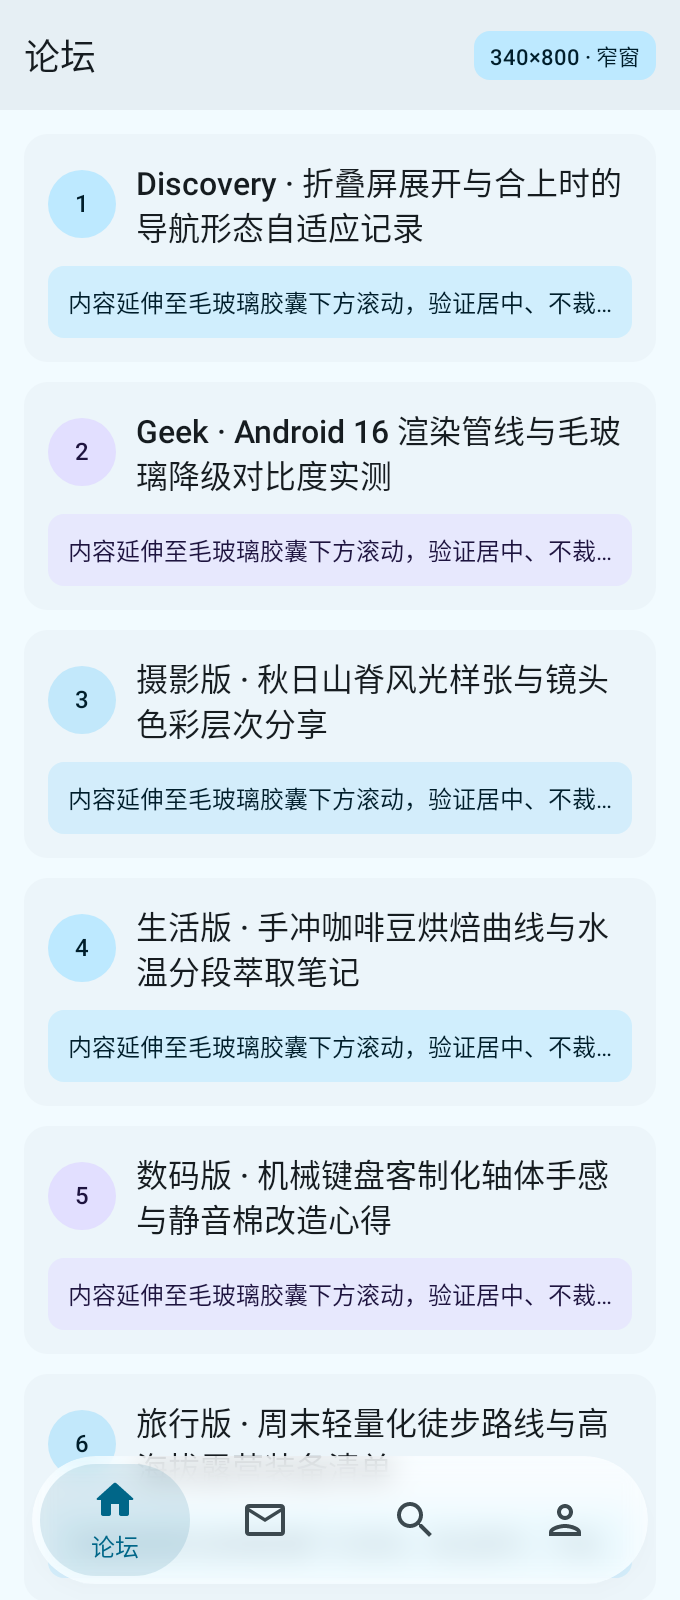 论坛
340×800 · 窄窗
1
Discovery · 折叠屏展开与合上时的
导航形态自适应记录
内容延伸至毛玻璃胶囊下方滚动，验证居中、不裁...
2
Geek · Android 16 渲染管线与毛玻
璃降级对比度实测
内容延伸至毛玻璃胶囊下方滚动，验证居中、不裁...
3
摄影版 · 秋日山脊风光样张与镜头
色彩层次分享
内容延伸至毛玻璃胶囊下方滚动，验证居中、不裁...
4
生活版 · 手冲咖啡豆烘焙曲线与水
温分段萃取笔记
内容延伸至毛玻璃胶囊下方滚动，验证居中、不裁...
5
数码版 · 机械键盘客制化轴体手感
与静音棉改造心得
内容延伸至毛玻璃胶囊下方滚动，验证居中、不裁...
6
旅行版 · 周末轻量化徒步路线与高
海拔露营装备清单
论坛